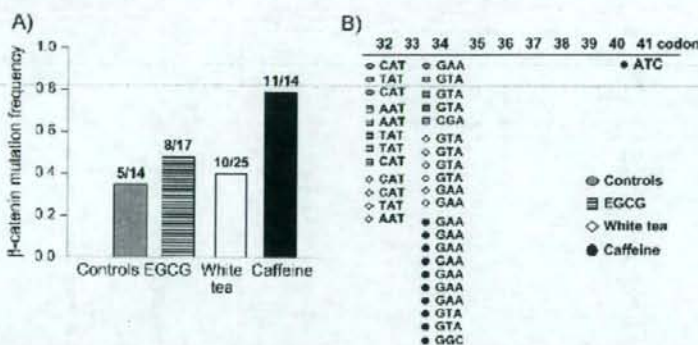 A)
β-catenin mutation frequency
1.0
0.8
0.6
0.4
0.2
0.0
5/14
8/17
10/25
11/14
Controls EGCG White Caffeine
tea
B)
32 33 34 35 36 37 38 39 40 41 codon
CAT GAA ATC
TAT GTA
CAT GTA
AAT GTA
AAT CGA
TAT GTA
TAT GTA
CAT GTA
CAT GTA
CAT GAA
TAT GAA
AAT GAA
GAA
GAA
GAA
GAA
GAA
GAA
GTA
GTA
GGC
Controls
EGCG
White tea
Caffeine